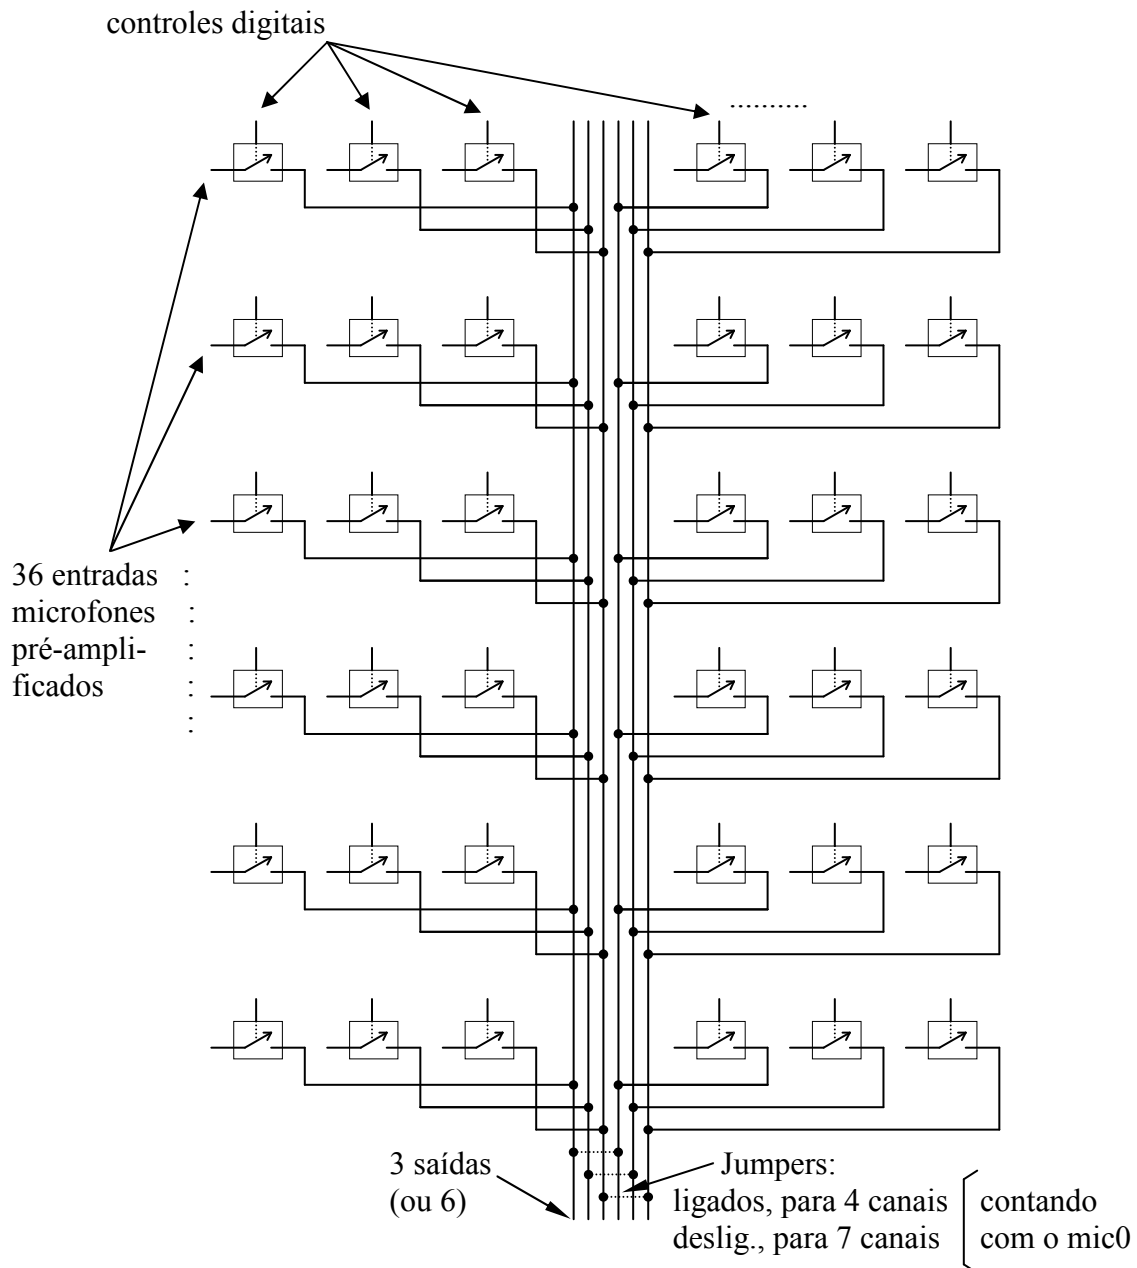 controles digitais
..........
36 entradas :
microfones :
pré-ampli- :
ficados :
:
3 saídas
(ou 6)
Jumpers:
ligados, para 4 canais
deslig., para 7 canais
contando
com o mic0